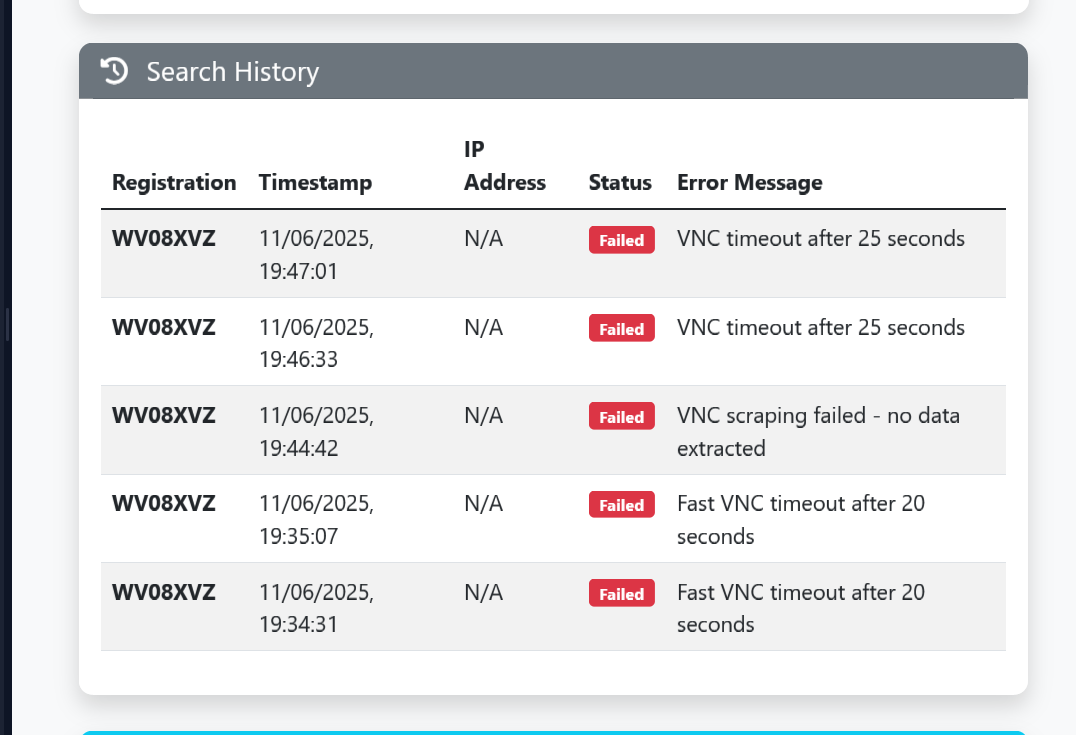 Search History
IP
Registration Timestamp Address Status Error Message
WV08XVZ 11/06/2025, N/A Failed VNC timeout after 25 seconds
19:47:01
WV08XVZ 11/06/2025, N/A Failed VNC timeout after 25 seconds
19:46:33
WV08XVZ 11/06/2025, N/A Failed VNC scraping failed - no data
19:44:42 extracted
WV08XVZ 11/06/2025, N/A Failed Fast VNC timeout after 20
19:35:07 seconds
WV08XVZ 11/06/2025, N/A Failed Fast VNC timeout after 20
19:34:31 seconds